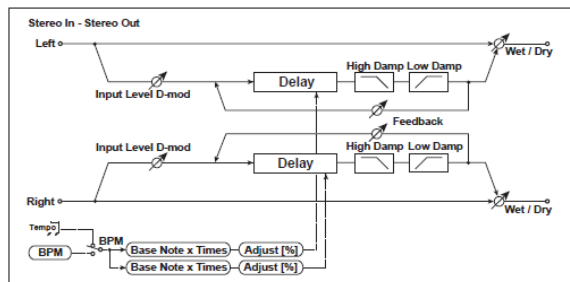 Stereo In - Stereo Out
Left
Wet / Dry
High Damp Low Damp
Input Level D-mod
Delay
Feedback
Input Level D-mod
High Damp Low Damp
Delay
Right
Wet / Dry
Tempo
BPM
BPM
Base Note x Times Adjust [%]
Base Note x Times Adjust [%]